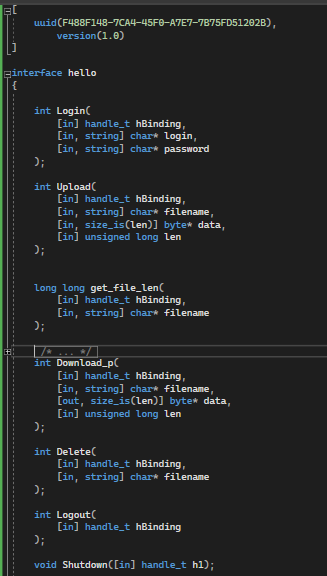 [
    uuid(F488F148-7CA4-45F0-A7E7-7B75FD51202B),
        version(1.0)
]
interface hello
{
    int Login(
        [in] handle_t hBinding,
        [in, string] char* login,
        [in, string] char* password
    );
    int Upload(
        [in] handle_t hBinding,
        [in, string] char* filename,
        [in, size_is(len)] byte* data,
        [in] unsigned long len
    );
    long long get_file_len(
        [in] handle_t hBinding,
        [in, string] char* filename
    );
    /* ... */
    int Download_p(
        [in] handle_t hBinding,
        [in, string] char* filename,
        [out, size_is(len)] byte* data,
        [in] unsigned long len
    );
    int Delete(
        [in] handle_t hBinding,
        [in, string] char* filename
    );
    int Logout(
        [in] handle_t hBinding
    );
    void Shutdown([in] handle_t h1);